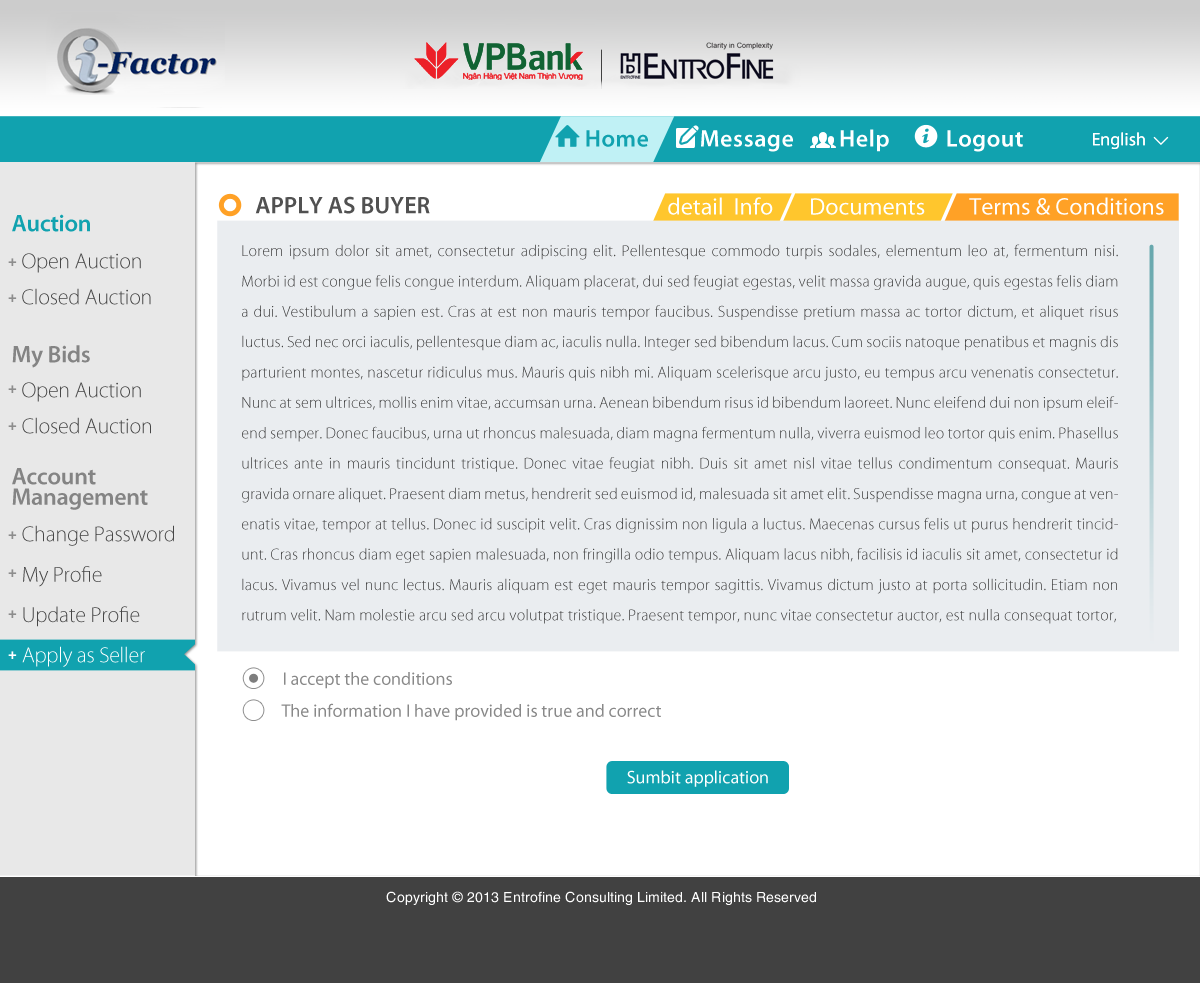 i-Factor
VPBank
Ngân Hàng Việt Nam Thịnh Vượng
Clarity in Complexity
ENTROFINE
ENTROFINE
Home
Message
Help
Logout
English
Auction
+ Open Auction
+ Closed Auction
My Bids
+ Open Auction
+ Closed Auction
Account
Management
+ Change Password
+ My Profie
+ Update Profie
+ Apply as Seller
APPLY AS BUYER
detail Info
Documents
Terms & Conditions
Lorem ipsum dolor sit amet, consectetur adipiscing elit. Pellentesque commodo turpis sodales, elementum leo at, fermentum nisi.
Morbi id est congue felis congue interdum. Aliquam placerat, dui sed feugiat egestas, velit massa gravida augue, quis egestas felis diam
a dui. Vestibulum a sapien est. Cras at est non mauris tempor faucibus. Suspendisse pretium massa ac tortor dictum, et aliquet risus
luctus. Sed nec orci iaculis, pellentesque diam ac, iaculis nulla. Integer sed bibendum lacus. Cum sociis natoque penatibus et magnis dis
parturient montes, nascetur ridiculus mus. Mauris quis nibh mi. Aliquam scelerisque arcu justo, eu tempus arcu venenatis consectetur.
Nunc at sem ultrices, mollis enim vitae, accumsan urna. Aenean bibendum risus id bibendum laoreet. Nunc eleifend dui non ipsum eleif-
end semper. Donec faucibus, urna ut rhoncus malesuada, diam magna fermentum nulla, viverra euismod leo tortor quis enim. Phasellus
ultrices ante in mauris tincidunt tristique. Donec vitae feugiat nibh. Duis sit amet nisl vitae tellus condimentum consequat. Mauris
gravida ornare aliquet. Praesent diam metus, hendrerit sed euismod id, malesuada sit amet elit. Suspendisse magna urna, congue at ven-
enatis vitae, tempor at tellus. Donec id suscipit velit. Cras dignissim non ligula a luctus. Maecenas cursus felis ut purus hendrerit tincid-
unt. Cras rhoncus diam eget sapien malesuada, non fringilla odio tempus. Aliquam lacus nibh, facilisis id iaculis sit amet, consectetur id
lacus. Vivamus vel nunc lectus. Mauris aliquam est eget mauris tempor sagittis. Vivamus dictum justo at porta sollicitudin. Etiam non
rutrum velit. Nam molestie arcu sed arcu volutpat tristique. Praesent tempor, nunc vitae consectetur auctor, est nulla consequat tortor,
I accept the conditions
The information I have provided is true and correct
Sumbit application
Copyright © 2013 Entrofine Consulting Limited. All Rights Reserved